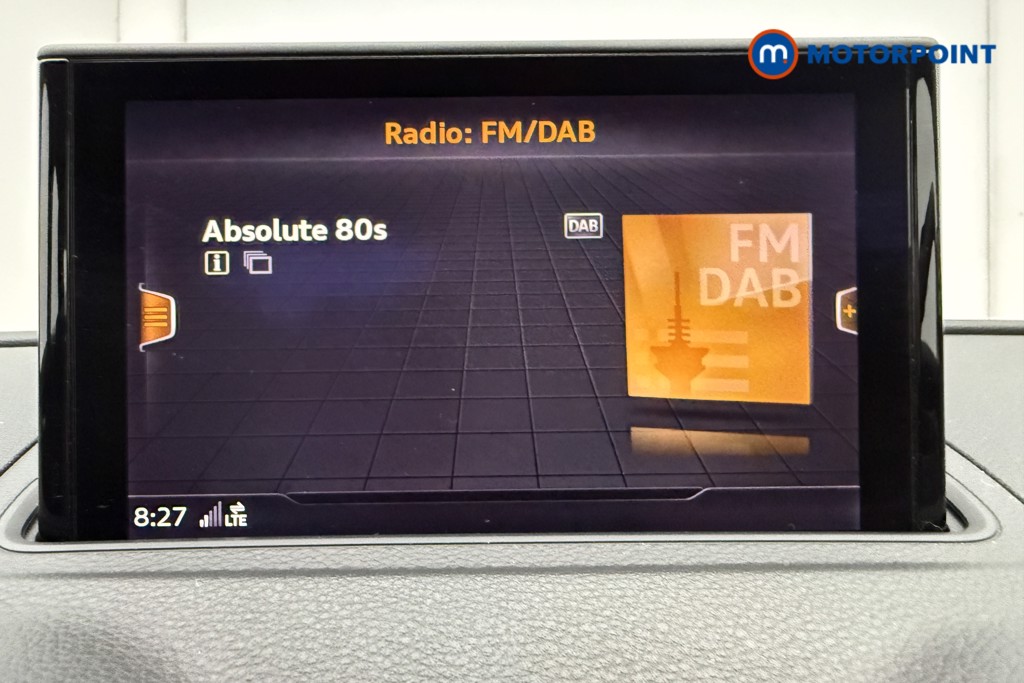 m MOTORPOINT
Radio: FM/DAB
Absolute 80s
DAB
i
FM
DAB
+
8:27
LTE